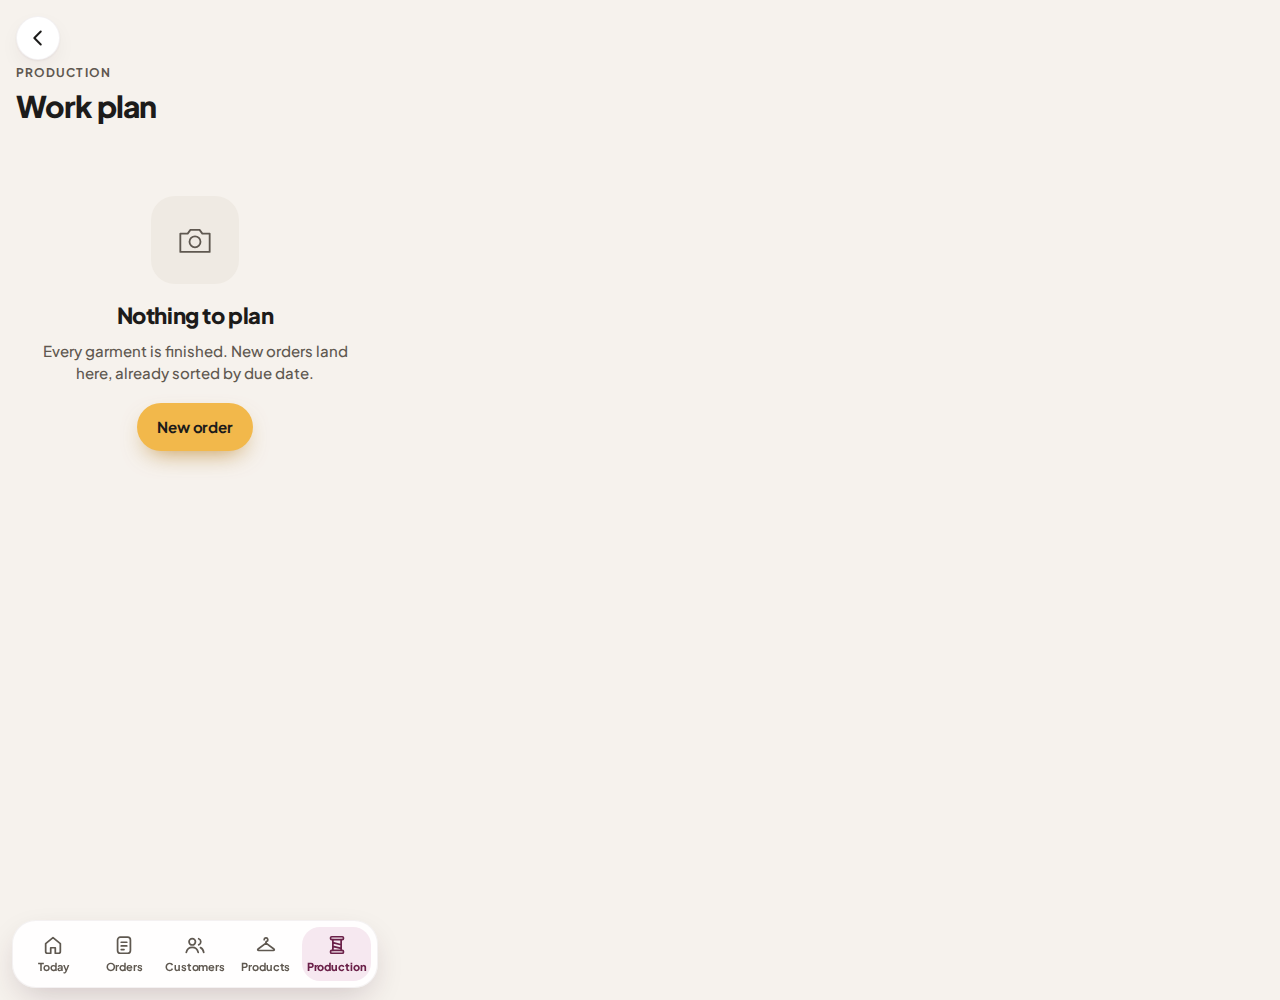 PRODUCTION
Work plan
Nothing to plan
Every garment is finished. New orders land
here, already sorted by due date.
New order
Today
Orders
Customers
Products
Production